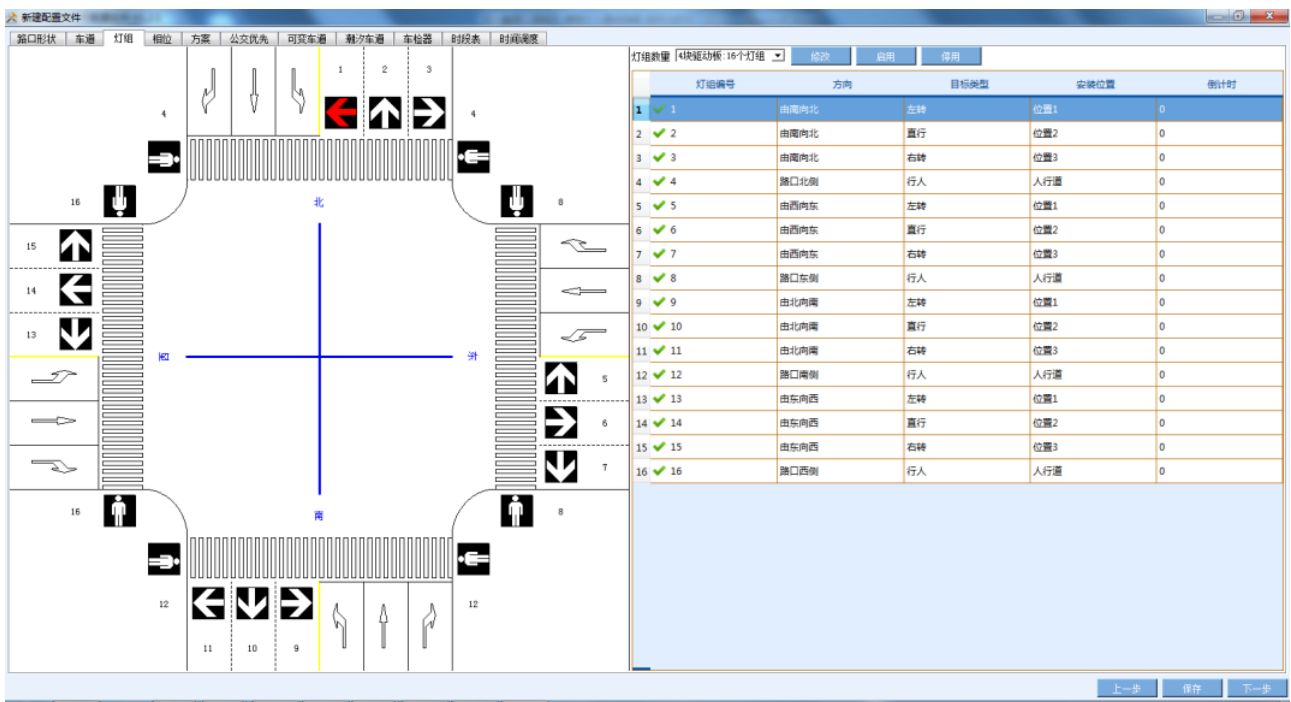 新建配置文件
路口形状 车道 灯组 相位 方案 公交优先 可变车道 潮汐车道 车检器 时段表 时间调度
灯组数量 4块驱动板:16个灯组 修改 启用 停用
灯组编号 方向 目标类型 安装位置 倒计时
1 1 由南向北 左转 位置1 0
2 2 由南向北 直行 位置2 0
3 3 由南向北 右转 位置3 0
4 4 路口北侧 行人 人行道 0
5 5 由西向东 左转 位置1 0
6 6 由西向东 直行 位置2 0
7 7 由西向东 右转 位置3 0
8 8 路口东侧 行人 人行道 0
9 9 由北向南 左转 位置1 0
10 10 由北向南 直行 位置2 0
11 11 由北向南 右转 位置3 0
12 12 路口南侧 行人 人行道 0
13 13 由东向西 左转 位置1 0
14 14 由东向西 直行 位置2 0
15 15 由东向西 右转 位置3 0
16 16 路口西侧 行人 人行道 0
1 2 3
4 4
16 北 8
15
14
13
西 东
5
6
7
16 南 8
12 12
11 10 9
上一步 保存 下一步